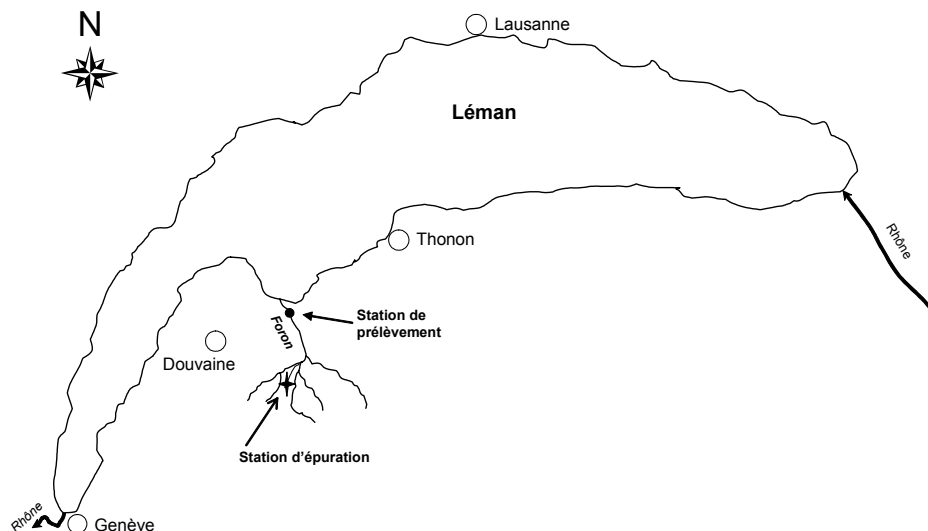 N
Lausanne
Léman
Thonon
Rhône
Station de
prélèvement
Foron
Douvaine
Station d’épuration
Rhône
Genève